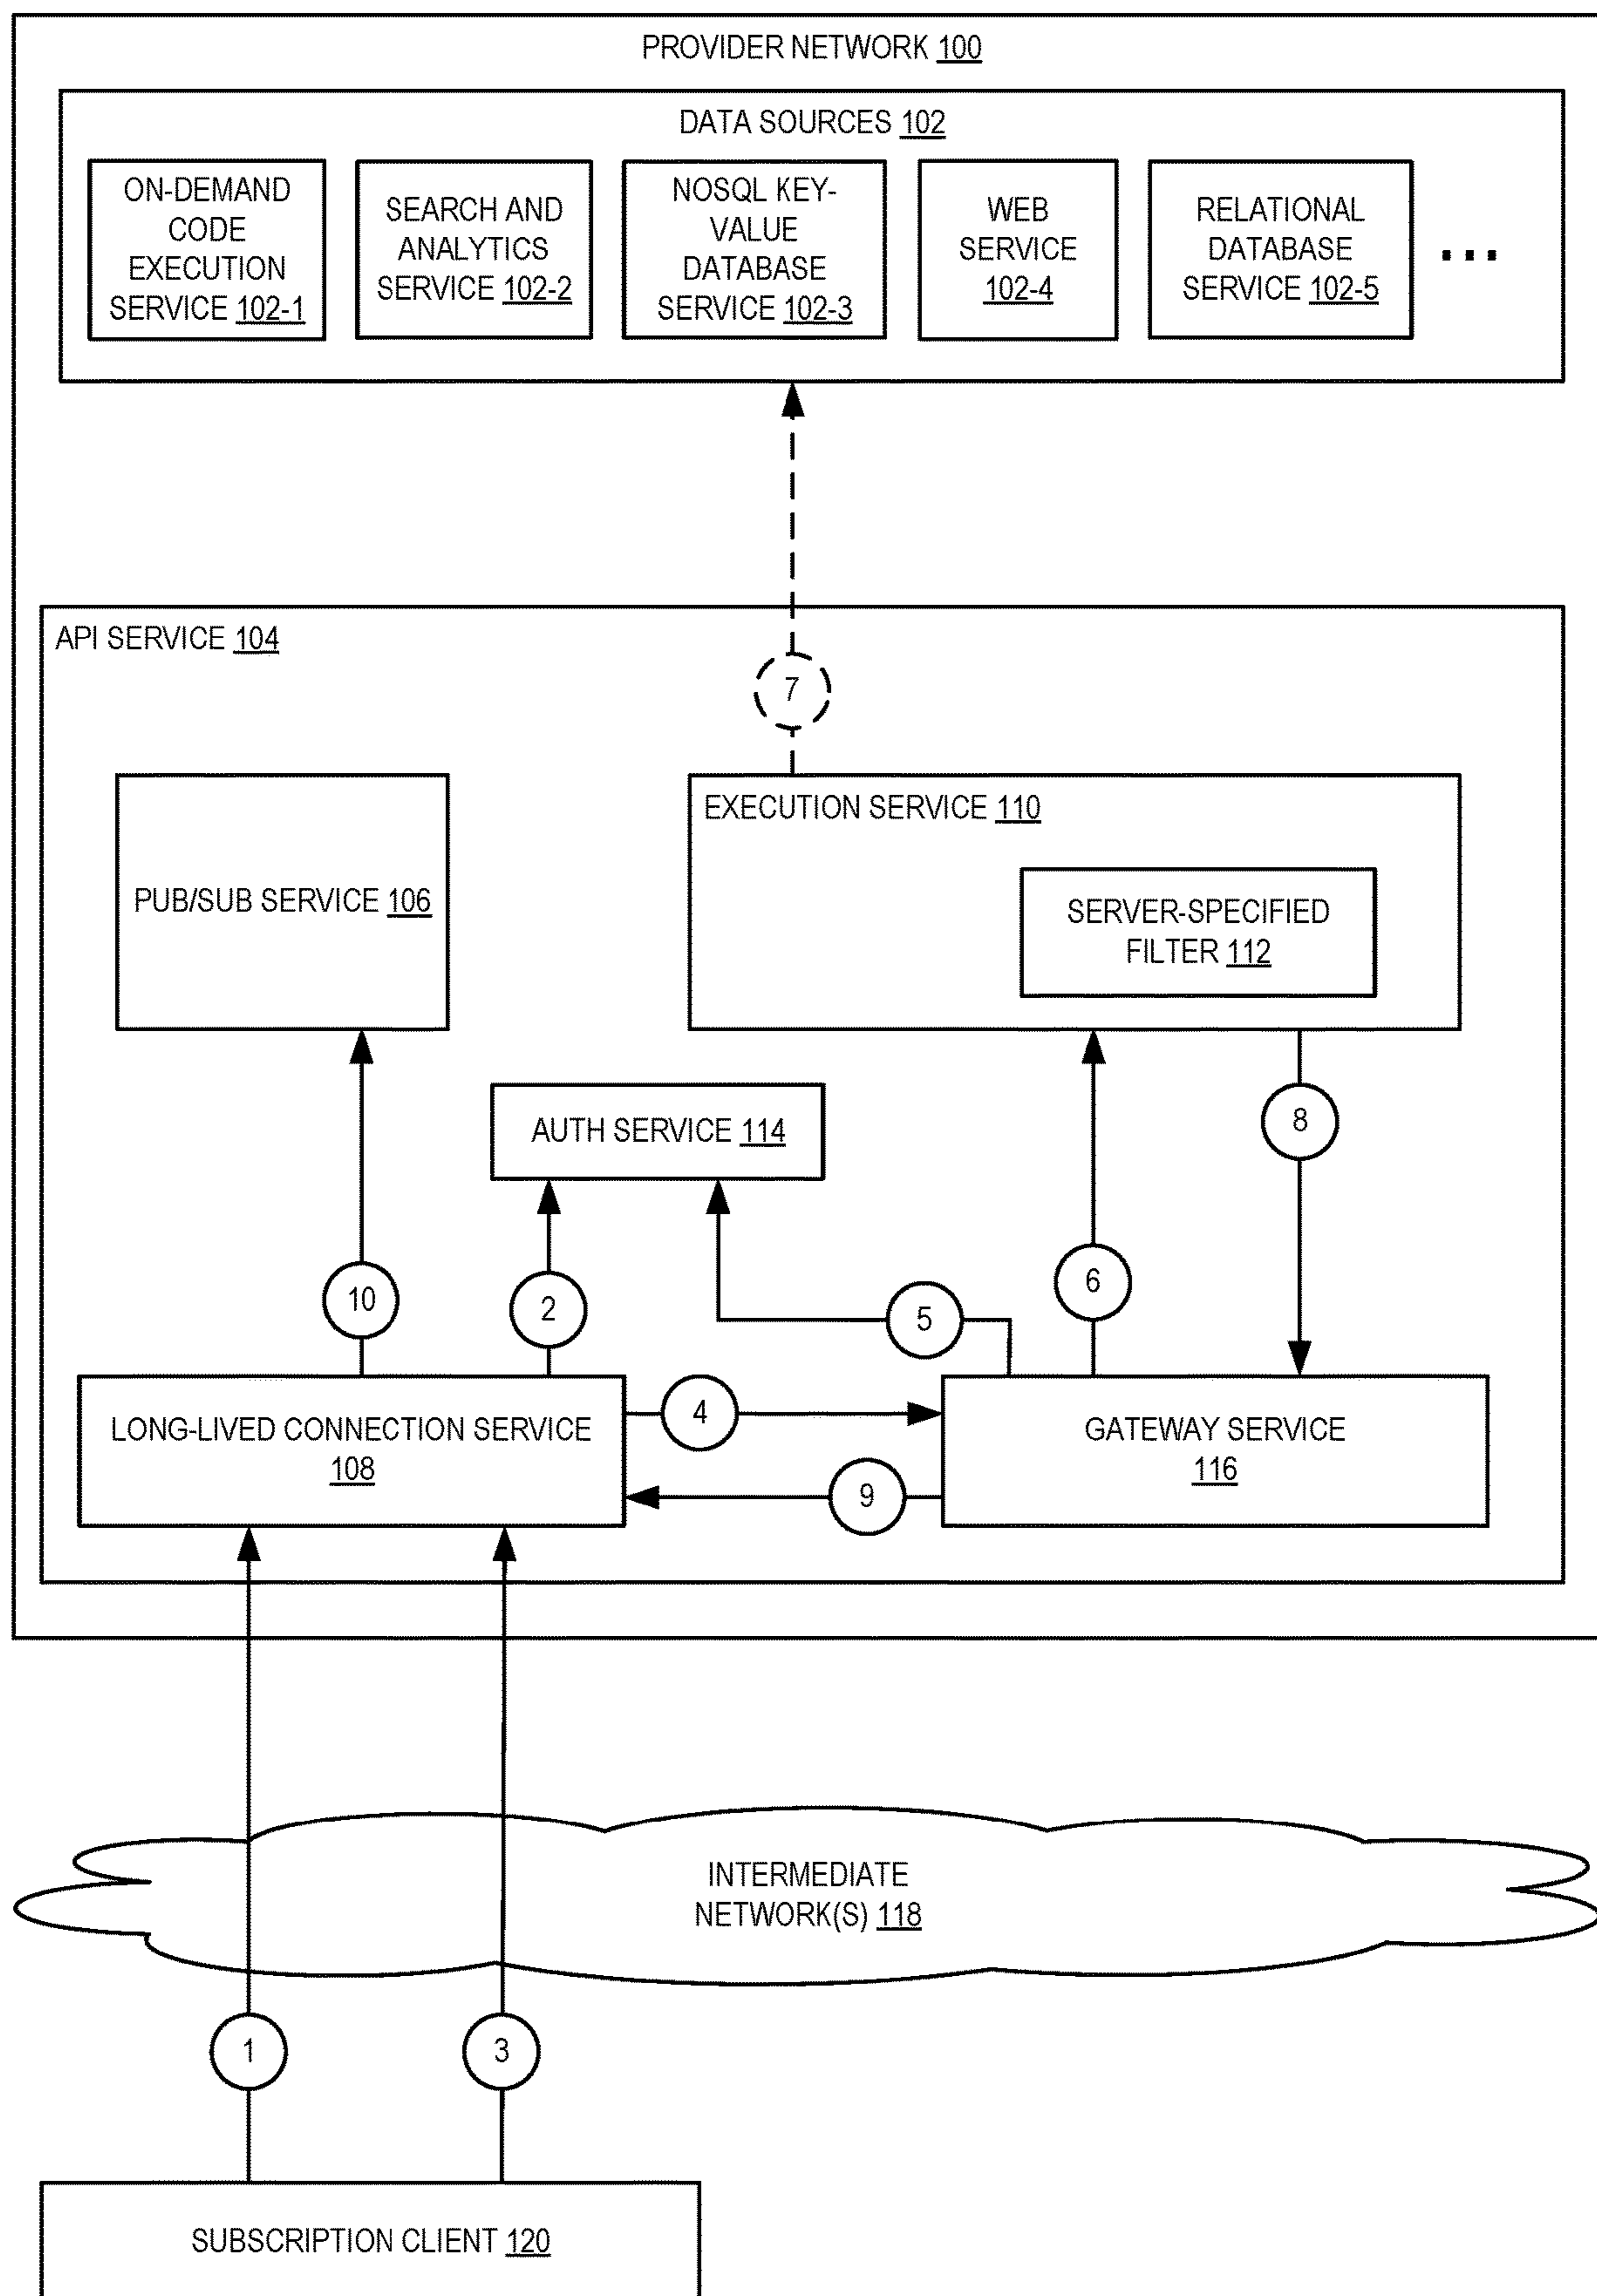 PROVIDER NETWORK 100
DATA SOURCES 102
ON-DEMAND
CODE
EXECUTION
SERVICE 102-1
SEARCH AND
ANALYTICS
SERVICE 102-2
NOSQL KEY-
VALUE
DATABASE
SERVICE 102-3
WEB
SERVICE
102-4
RELATIONAL
DATABASE
SERVICE 102-5
...
API SERVICE 104
7
PUB/SUB SERVICE 106
EXECUTION SERVICE 110
SERVER-SPECIFIED
FILTER 112
AUTH SERVICE 114
8
10
2
5
6
LONG-LIVED CONNECTION SERVICE
108
4
9
GATEWAY SERVICE
116
INTERMEDIATE
NETWORK(S) 118
1
3
SUBSCRIPTION CLIENT 120